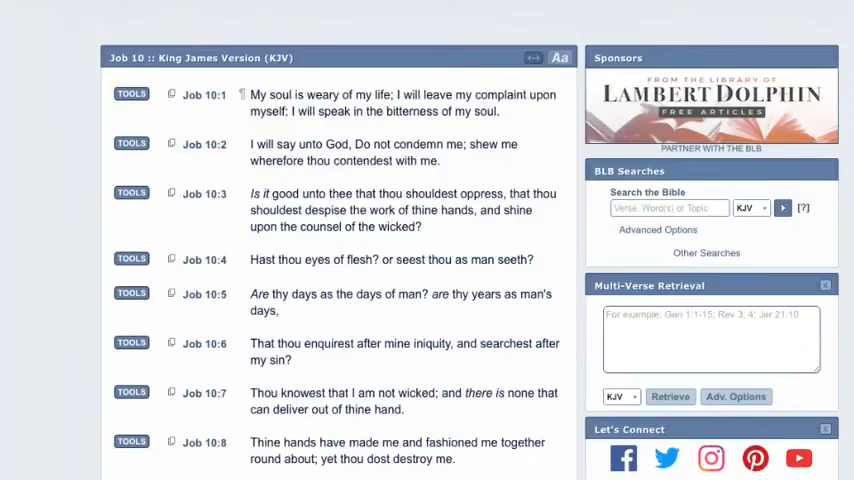 Job 10 :: King James Version (KJV)
Aa
TOOLS Job 10:1 ¶ My soul is weary of my life; I will leave my complaint upon
myself; I will speak in the bitterness of my soul.
TOOLS Job 10:2 I will say unto God, Do not condemn me; shew me
wherefore thou contendest with me.
TOOLS Job 10:3 Is it good unto thee that thou shouldest oppress, that thou
shouldest despise the work of thine hands, and shine
upon the counsel of the wicked?
TOOLS Job 10:4 Hast thou eyes of flesh? or seest thou as man seeth?
TOOLS Job 10:5 Are thy days as the days of man? are thy years as man's
days,
TOOLS Job 10:6 That thou enquirest after mine iniquity, and searchest after
my sin?
TOOLS Job 10:7 Thou knowest that I am not wicked; and there is none that
can deliver out of thine hand.
TOOLS Job 10:8 Thine hands have made me and fashioned me together
round about; yet thou dost destroy me.
Sponsors
FROM THE LIBRARY OF
LAMBERT DOLPHIN
FREE ARTICLES
PARTNER WITH THE BLB
BLB Searches
Search the Bible
Verse, Word(s) or Topic KJV [?]
Advanced Options
Other Searches
Multi-Verse Retrieval x
For example: Gen 1:1-15; Rev 3, 4; Jer 21:10
KJV Retrieve Adv. Options
Let's Connect x